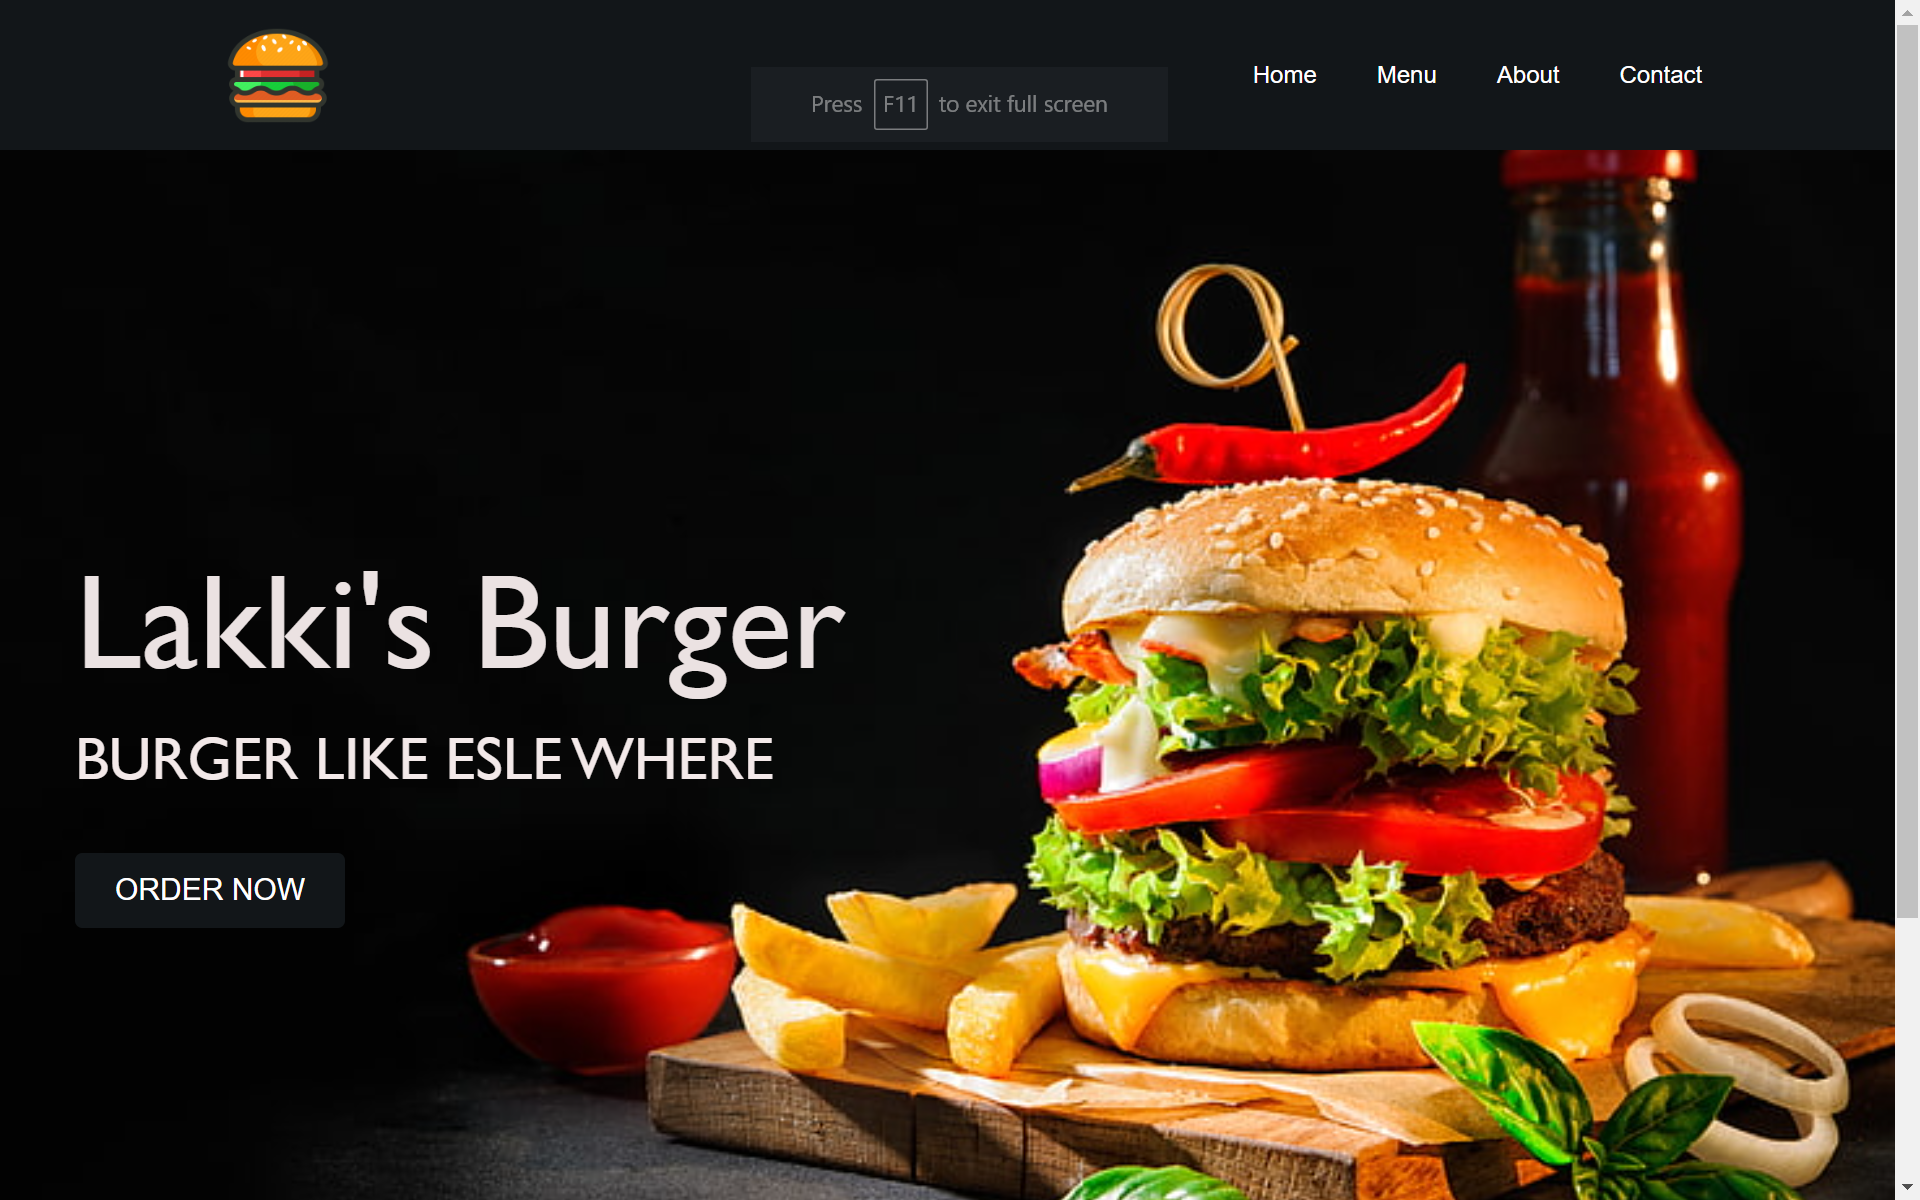 Home Menu About Contact
Press F11 to exit full screen
Lakki's Burger
BURGER LIKE ESLE WHERE
ORDER NOW